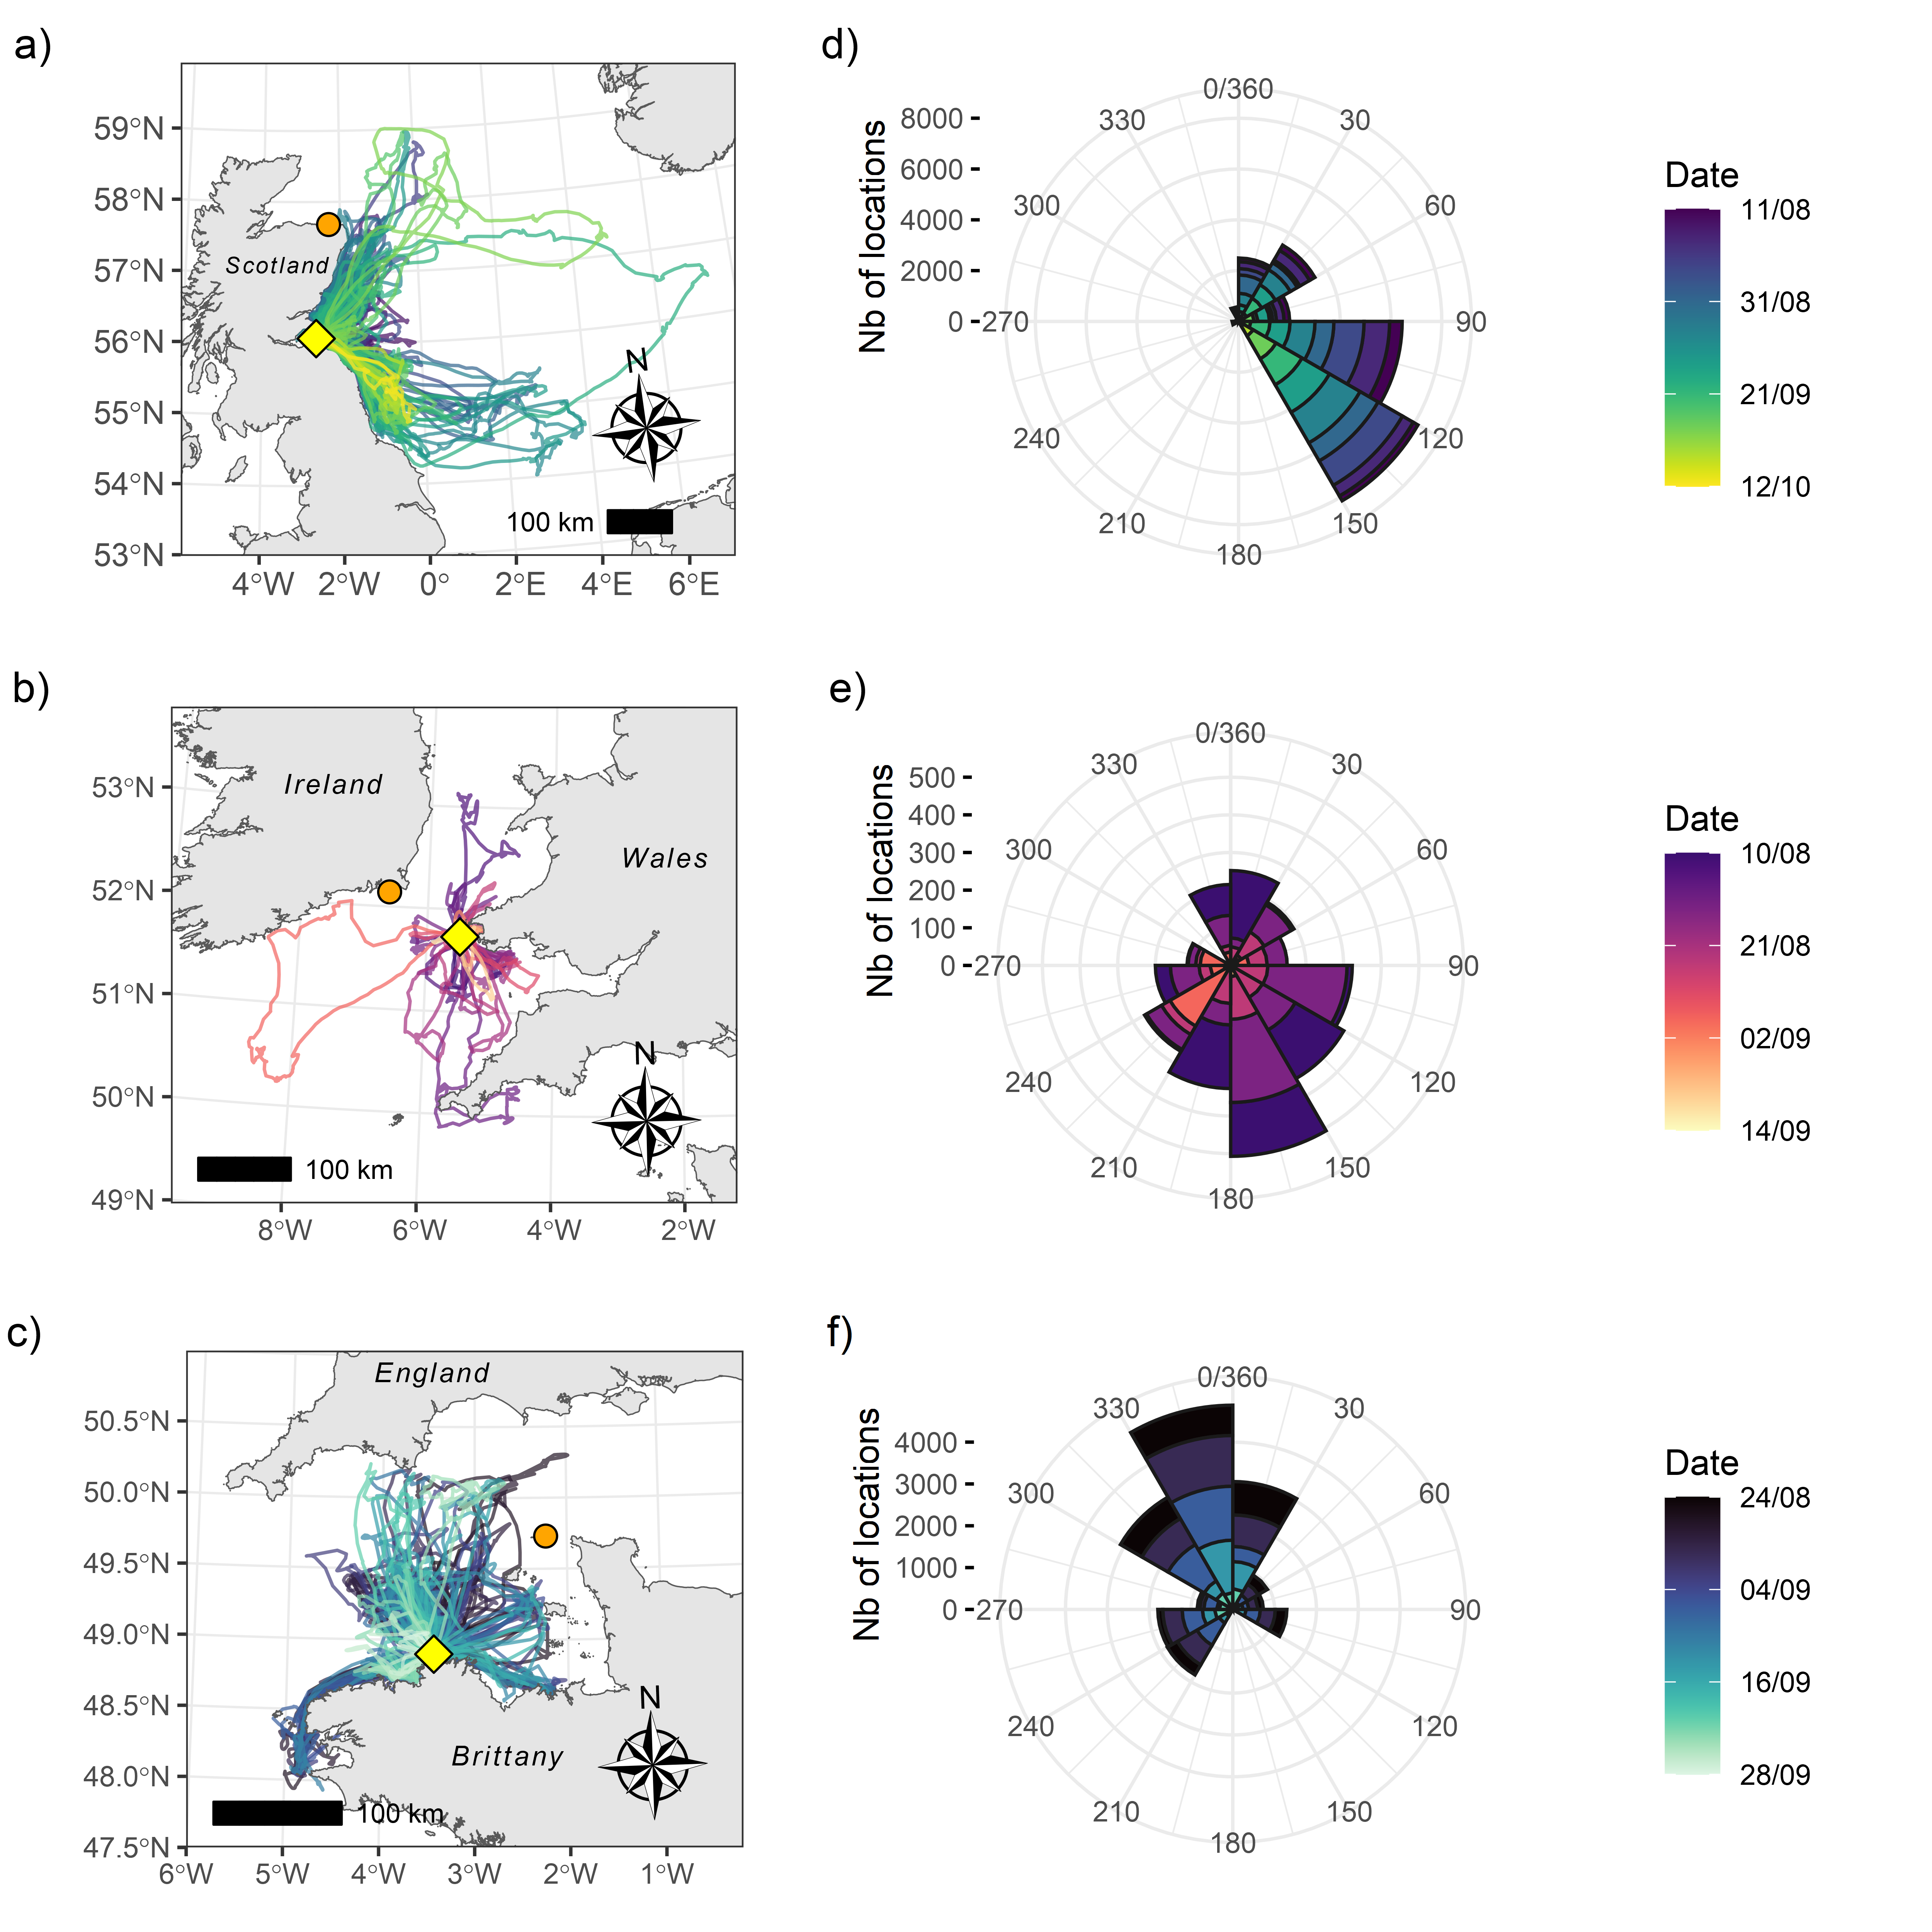 a)
59°N
58°N
57°N
56°N
55°N
54°N
53°N
4°W 2°W 0° 2°E 4°E 6°E
Scotland
N
100 km
d)
Nb of locations
8000
6000
4000
2000
0
0/360
30
60
90
120
150
180
210
240
270
300
330
Date
11/08
31/08
21/09
12/10
b)
53°N
52°N
51°N
50°N
49°N
8°W 6°W 4°W 2°W
Ireland
Wales
N
100 km
e)
Nb of locations
500
400
300
200
100
0
0/360
30
60
90
120
150
180
210
240
270
300
330
Date
10/08
21/08
02/09
14/09
c)
50.5°N
50.0°N
49.5°N
49.0°N
48.5°N
48.0°N
47.5°N
6°W 5°W 4°W 3°W 2°W 1°W
England
Brittany
N
100 km
f)
Nb of locations
4000
3000
2000
1000
0
0/360
30
60
90
120
150
180
210
240
270
300
330
Date
24/08
04/09
16/09
28/09